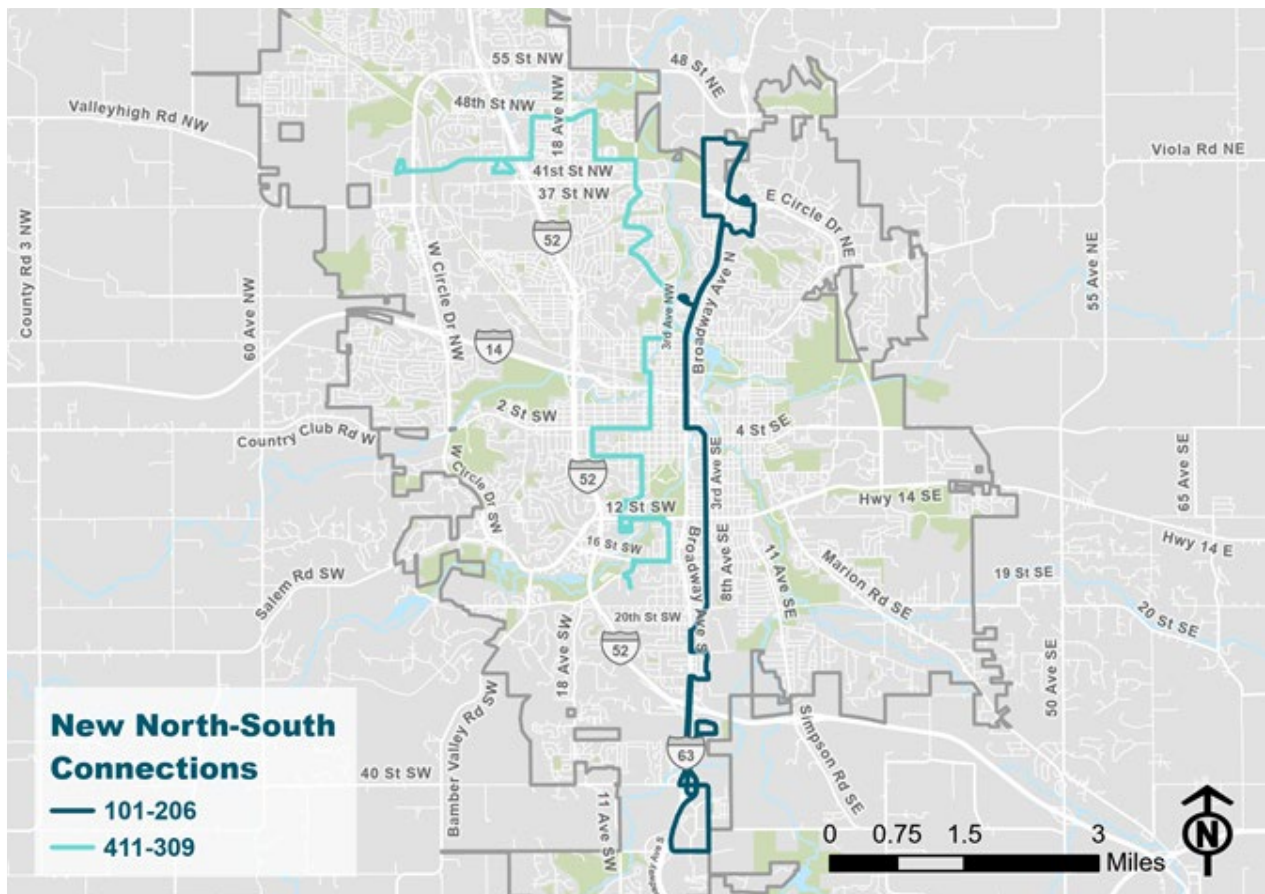 55 St NW
48 St NE
18 Ave NW
48th St NW
Valleyhigh Rd NW
Viola Rd NE
41st St NW
37 St NW
E Circle Dr NE
52
County Rd 3 NW
60 Ave NW
W Circle Dr NW
55 Ave NE
Broadway Ave N
3rd Ave NW
14
2 St SW
4 St SE
Country Club Rd W
W Circle Dr SW
52
3rd Ave SE
65 Ave SE
Hwy 14 SE
12 St SW
Hwy 14 E
16 St SW
Broadway Ave S
8th Ave SE
11 Ave SE
Marion Rd SE
19 St SE
20 St SE
Salem Rd SW
20th St SW
52
18 Ave SW
50 Ave SE
Bamber Valley Rd SW
Simpson Rd SE
63
40 St SW
11 Ave SW
New North-South
Connections
101-206
411-309
0 0.75 1.5 3
Miles
N